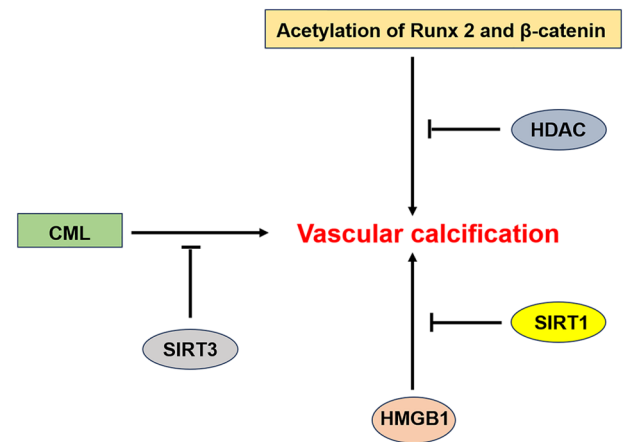 Acetylation of Runx 2 and β-catenin
HDAC
CML
Vascular calcification
SIRT3
SIRT1
HMGB1